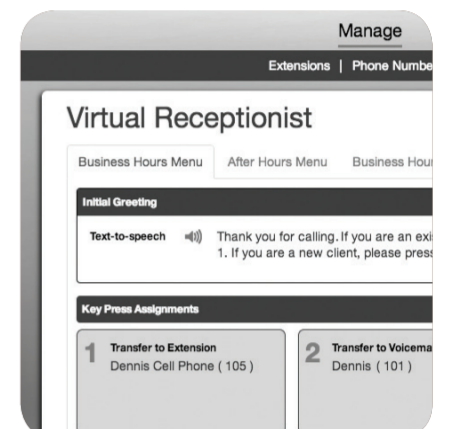 Manage
Extensions | Phone Numbe
Virtual Receptionist
Business Hours Menu After Hours Menu Business Hour
Initial Greeting
Text-to-speech Thank you for calling. If you are an exi
1. If you are a new client, please press
Key Press Assignments
1 Transfer to Extension
Dennis Cell Phone ( 105 )
2 Transfer to Voicema
Dennis ( 101 )